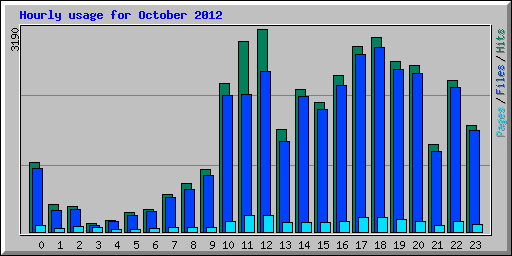 Hourly usage for October 2012
3190
Pages/Files/Hits
0 1 2 3 4 5 6 7 8 9 10 11 12 13 14 15 16 17 18 19 20 21 22 23